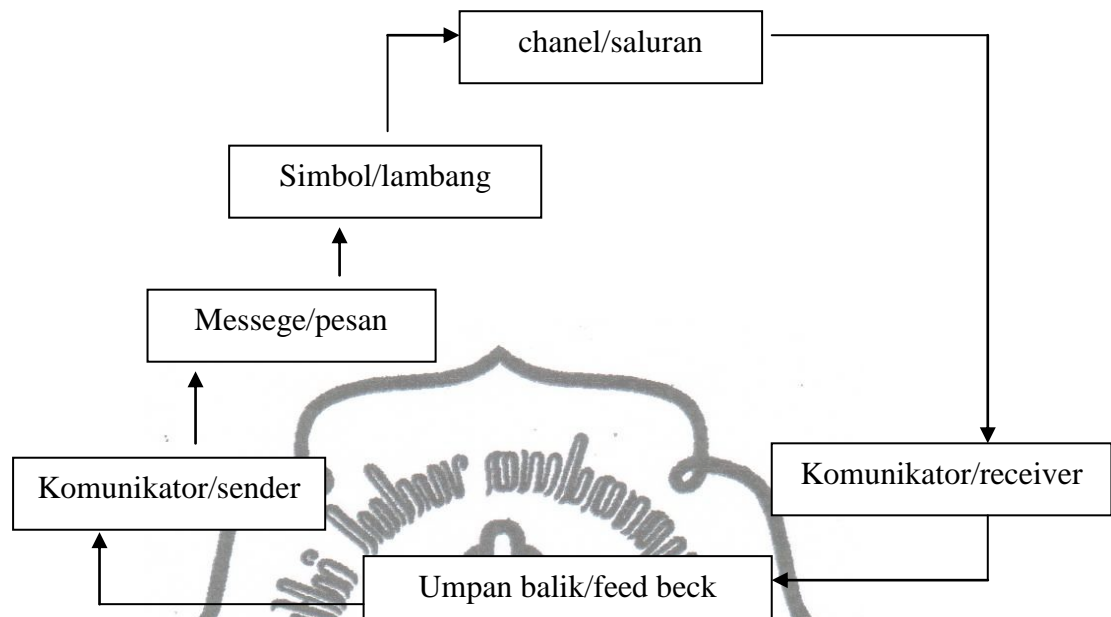 chanel/saluran
Simbol/lambang
Messege/pesan
Komunikator/sender
Komunikator/receiver
Umpan balik/feed beck